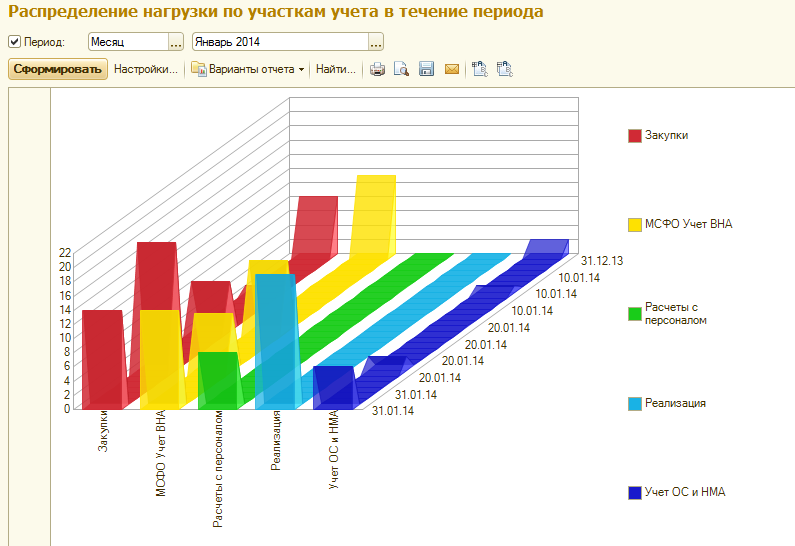 Распределение нагрузки по участкам учета в течение периода
Период: Месяц ... Январь 2014 ...
Сформировать Настройки... Варианты отчета Найти...
22
20
18
16
14
12
10
8
6
4
2
0
Закупки
МСФО Учет ВНА
Расчеты с персоналом
Реализация
Учет ОС и НМА
31.12.13
10.01.14
10.01.14
20.01.14
20.01.14
20.01.14
20.01.14
31.01.14
31.01.14
Закупки
МСФО Учет ВНА
Расчеты с
персоналом
Реализация
Учет ОС и НМА